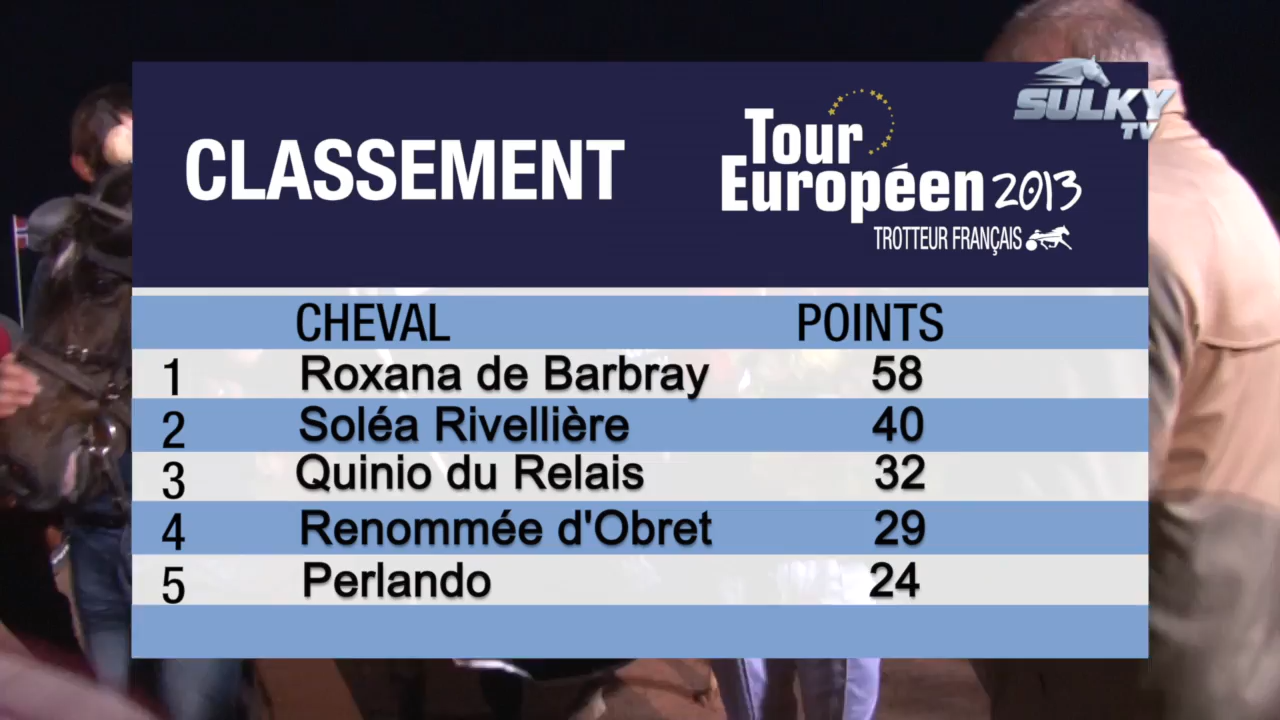 SULKY
TV
CLASSEMENT
Tour
Européen 2013
TROTTEUR FRANÇAIS
CHEVAL POINTS
1 Roxana de Barbray 58
2 Soléa Rivellière 40
3 Quinio du Relais 32
4 Renommée d'Obret 29
5 Perlando 24